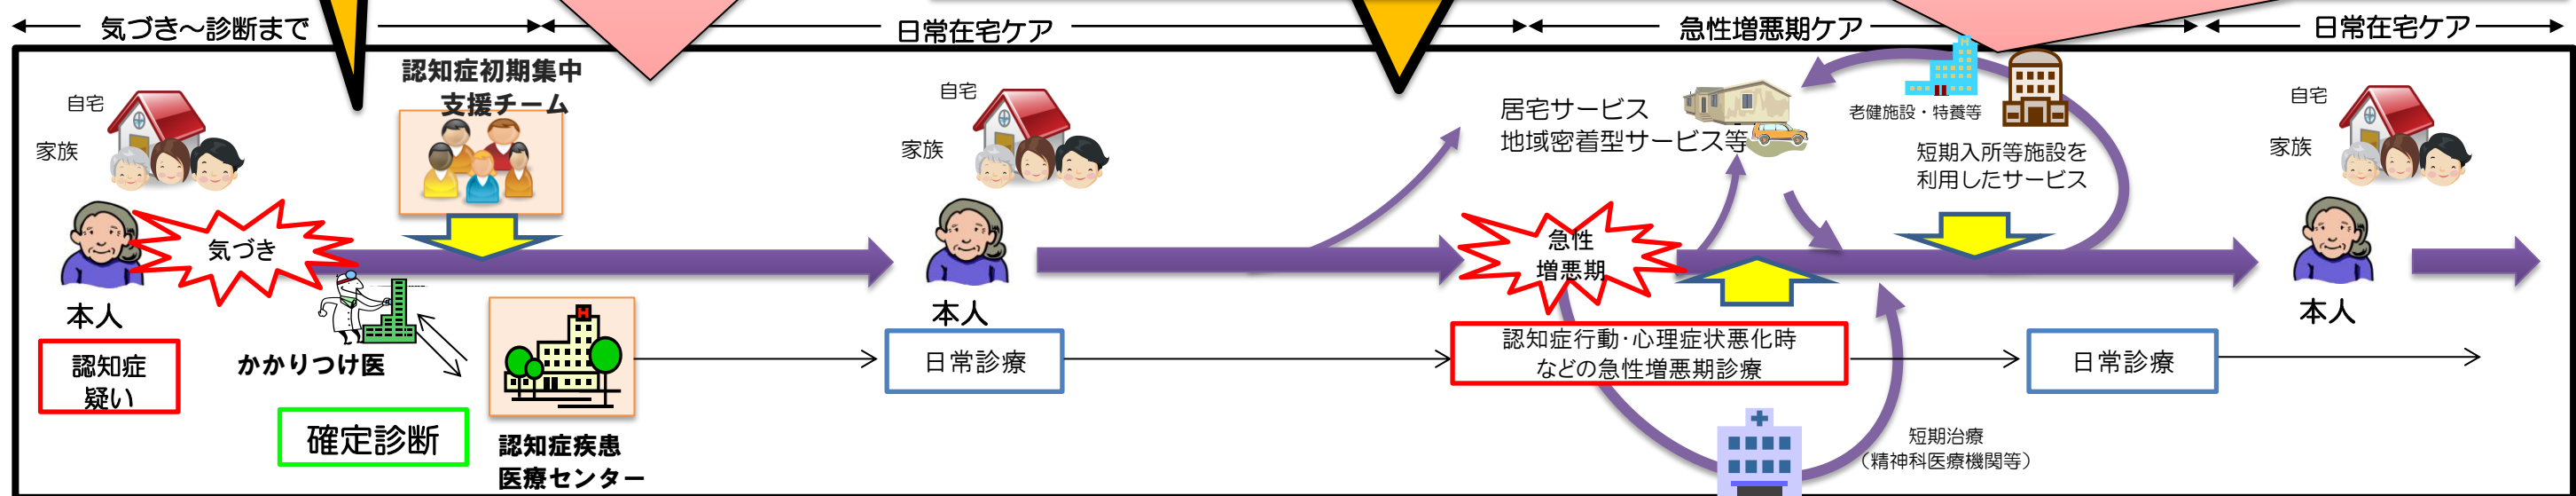 気づき～診断まで
日常在宅ケア
急性増悪期ケア
日常在宅ケア
認知症初期集中
支援チーム
自宅
家族
気づき
本人
認知症
疑い
かかりつけ医
確定診断
認知症疾患
医療センター
自宅
家族
本人
日常診療
居宅サービス
地域密着型サービス等
老健施設・特養等
短期入所等施設を
利用したサービス
急性
増悪期
認知症行動・心理症状悪化時
などの急性増悪期診療
短期治療
（精神科医療機関等）
自宅
家族
本人
日常診療